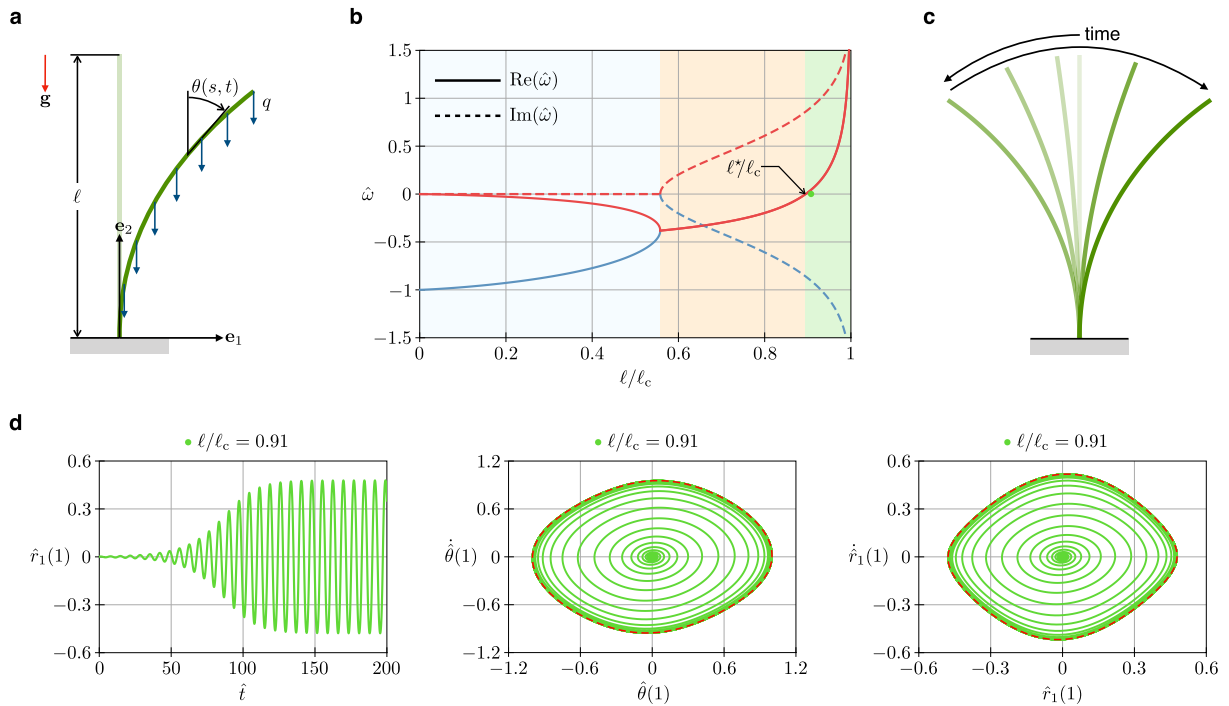 a
g
ℓ
θ(s, t)
q
e₂
e₁
b
1.5
1
0.5
0
−0.5
−1
−1.5
ω̂
Re(ω̂)
Im(ω̂)
ℓ*/ℓc
0 0.2 0.4 0.6 0.8 1
ℓ/ℓc
c
time
d
ℓ/ℓc = 0.91
0.6
0.3
r̂₁(1) 0
−0.3
−0.6
0 50 100 150 200
t̂
ℓ/ℓc = 0.91
1.2
0.6
θ̂̇(1) 0
−0.6
−1.2
−1.2 −0.6 0 0.6 1.2
θ̂(1)
ℓ/ℓc = 0.91
0.6
0.3
r̂̇₁(1) 0
−0.3
−0.6
−0.6 −0.3 0 0.3 0.6
r̂₁(1)